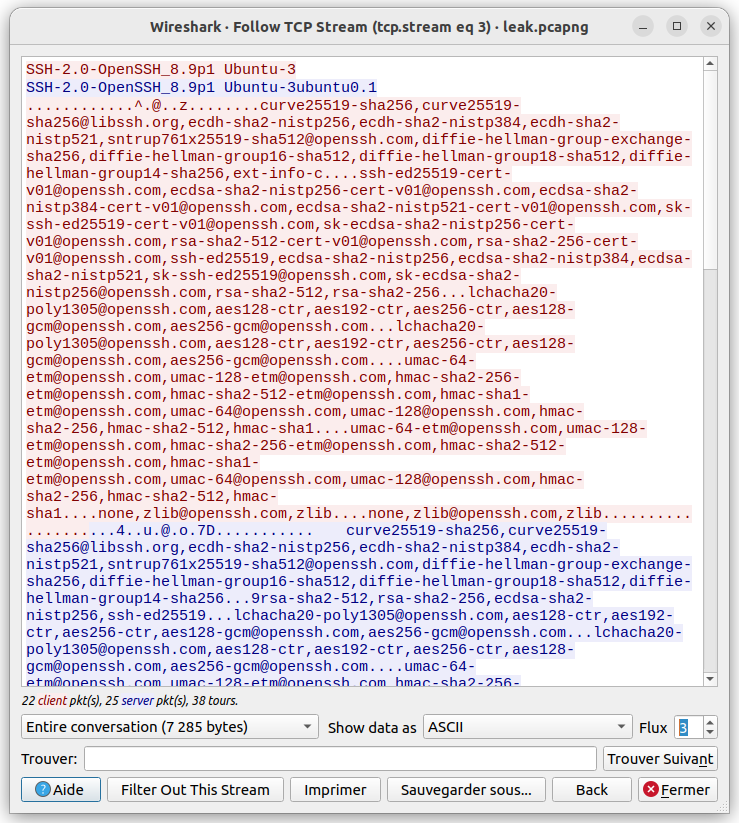 Wireshark · Follow TCP Stream (tcp.stream eq 3) · leak.pcapng
SSH-2.0-OpenSSH_8.9p1 Ubuntu-3
SSH-2.0-OpenSSH_8.9p1 Ubuntu-3ubuntu0.1
............^.@..z........curve25519-sha256,curve25519-
sha256@libssh.org,ecdh-sha2-nistp256,ecdh-sha2-nistp384,ecdh-sha2-
nistp521,sntrup761x25519-sha512@openssh.com,diffie-hellman-group-exchange-
sha256,diffie-hellman-group16-sha512,diffie-hellman-group18-sha512,diffie-
hellman-group14-sha256,ext-info-c....ssh-ed25519-cert-
v01@openssh.com,ecdsa-sha2-nistp256-cert-v01@openssh.com,ecdsa-sha2-
nistp384-cert-v01@openssh.com,ecdsa-sha2-nistp521-cert-v01@openssh.com,sk-
ssh-ed25519-cert-v01@openssh.com,sk-ecdsa-sha2-nistp256-cert-
v01@openssh.com,rsa-sha2-512-cert-v01@openssh.com,rsa-sha2-256-cert-
v01@openssh.com,ssh-ed25519,ecdsa-sha2-nistp256,ecdsa-sha2-nistp384,ecdsa-
sha2-nistp521,sk-ssh-ed25519@openssh.com,sk-ecdsa-sha2-
nistp256@openssh.com,rsa-sha2-512,rsa-sha2-256...lchacha20-
poly1305@openssh.com,aes128-ctr,aes192-ctr,aes256-ctr,aes128-
gcm@openssh.com,aes256-gcm@openssh.com...lchacha20-
poly1305@openssh.com,aes128-ctr,aes192-ctr,aes256-ctr,aes128-
gcm@openssh.com,aes256-gcm@openssh.com....umac-64-
etm@openssh.com,umac-128-etm@openssh.com,hmac-sha2-256-
etm@openssh.com,hmac-sha2-512-etm@openssh.com,hmac-sha1-
etm@openssh.com,umac-64@openssh.com,umac-128@openssh.com,hmac-
sha2-256,hmac-sha2-512,hmac-sha1....umac-64-etm@openssh.com,umac-128-
etm@openssh.com,hmac-sha2-256-etm@openssh.com,hmac-sha2-512-
etm@openssh.com,hmac-sha1-
etm@openssh.com,umac-64@openssh.com,umac-128@openssh.com,hmac-
sha2-256,hmac-sha2-512,hmac-
sha1....none,zlib@openssh.com,zlib....none,zlib@openssh.com,zlib..........
..................4..u.@.o.7D........... curve25519-sha256,curve25519-
sha256@libssh.org,ecdh-sha2-nistp256,ecdh-sha2-nistp384,ecdh-sha2-
nistp521,sntrup761x25519-sha512@openssh.com,diffie-hellman-group-exchange-
sha256,diffie-hellman-group16-sha512,diffie-hellman-group18-sha512,diffie-
hellman-group14-sha256...9rsa-sha2-512,rsa-sha2-256,ecdsa-sha2-
nistp256,ssh-ed25519...lchacha20-poly1305@openssh.com,aes128-ctr,aes192-
ctr,aes256-ctr,aes128-gcm@openssh.com,aes256-gcm@openssh.com...lchacha20-
poly1305@openssh.com,aes128-ctr,aes192-ctr,aes256-ctr,aes128-
gcm@openssh.com,aes256-gcm@openssh.com....umac-64-
etm@openssh.com,umac-128-etm@openssh.com,hmac-sha2-256-
22 client pkt(s), 25 server pkt(s), 38 tours.
Entire conversation (7 285 bytes) Show data as ASCII Flux 3
Trouver: Trouver Suivant
Aide Filter Out This Stream Imprimer Sauvegarder sous... Back Fermer